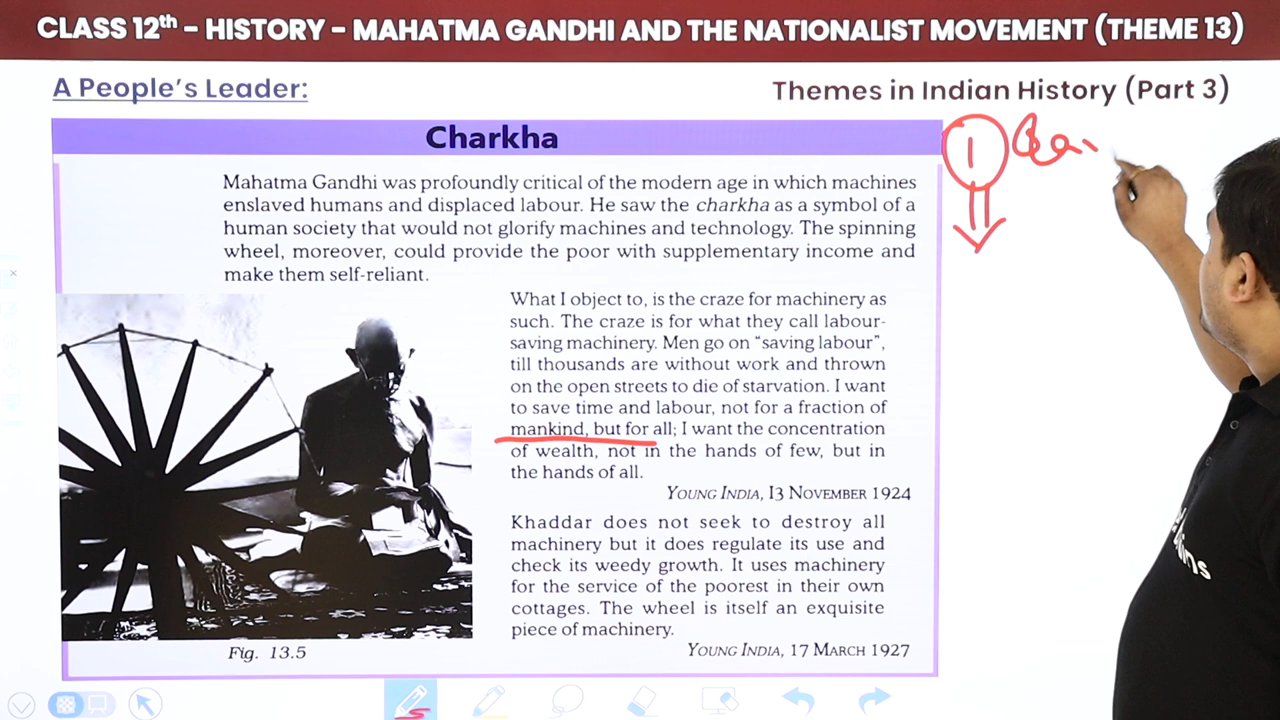 CLASS 12th – HISTORY – MAHATMA GANDHI AND THE NATIONALIST MOVEMENT (THEME 13)
A People's Leader:
Themes in Indian History (Part 3)
Charkha
1
Mahatma Gandhi was profoundly critical of the modern age in which machines
enslaved humans and displaced labour. He saw the charkha as a symbol of a
human society that would not glorify machines and technology. The spinning
wheel, moreover, could provide the poor with supplementary income and
make them self-reliant.
What I object to, is the craze for machinery as
such. The craze is for what they call labour-
saving machinery. Men go on “saving labour”,
till thousands are without work and thrown
on the open streets to die of starvation. I want
to save time and labour, not for a fraction of
mankind, but for all; I want the concentration
of wealth, not in the hands of few, but in
the hands of all.
YOUNG INDIA, 13 NOVEMBER 1924
Khaddar does not seek to destroy all
machinery but it does regulate its use and
check its weedy growth. It uses machinery
for the service of the poorest in their own
cottages. The wheel is itself an exquisite
piece of machinery.
YOUNG INDIA, 17 MARCH 1927
Fig. 13.5